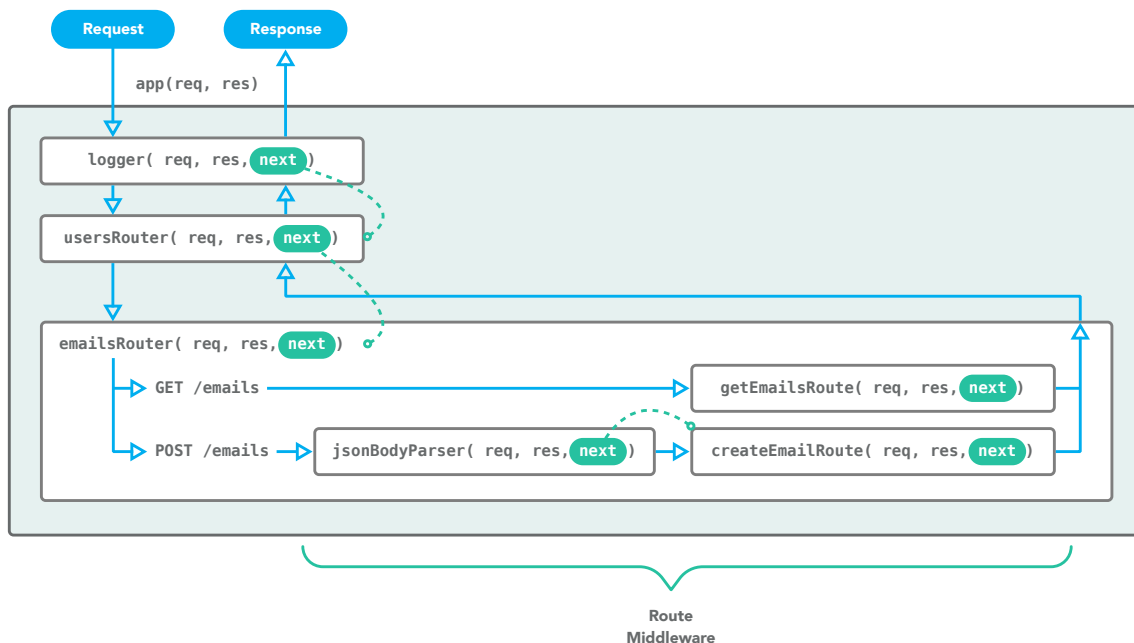 Request
Response
app(req, res)
logger( req, res, next )
usersRouter( req, res, next )
emailsRouter( req, res, next )
GET /emails
getEmailsRoute( req, res, next )
POST /emails
jsonBodyParser( req, res, next )
createEmailRoute( req, res, next )
Route
Middleware